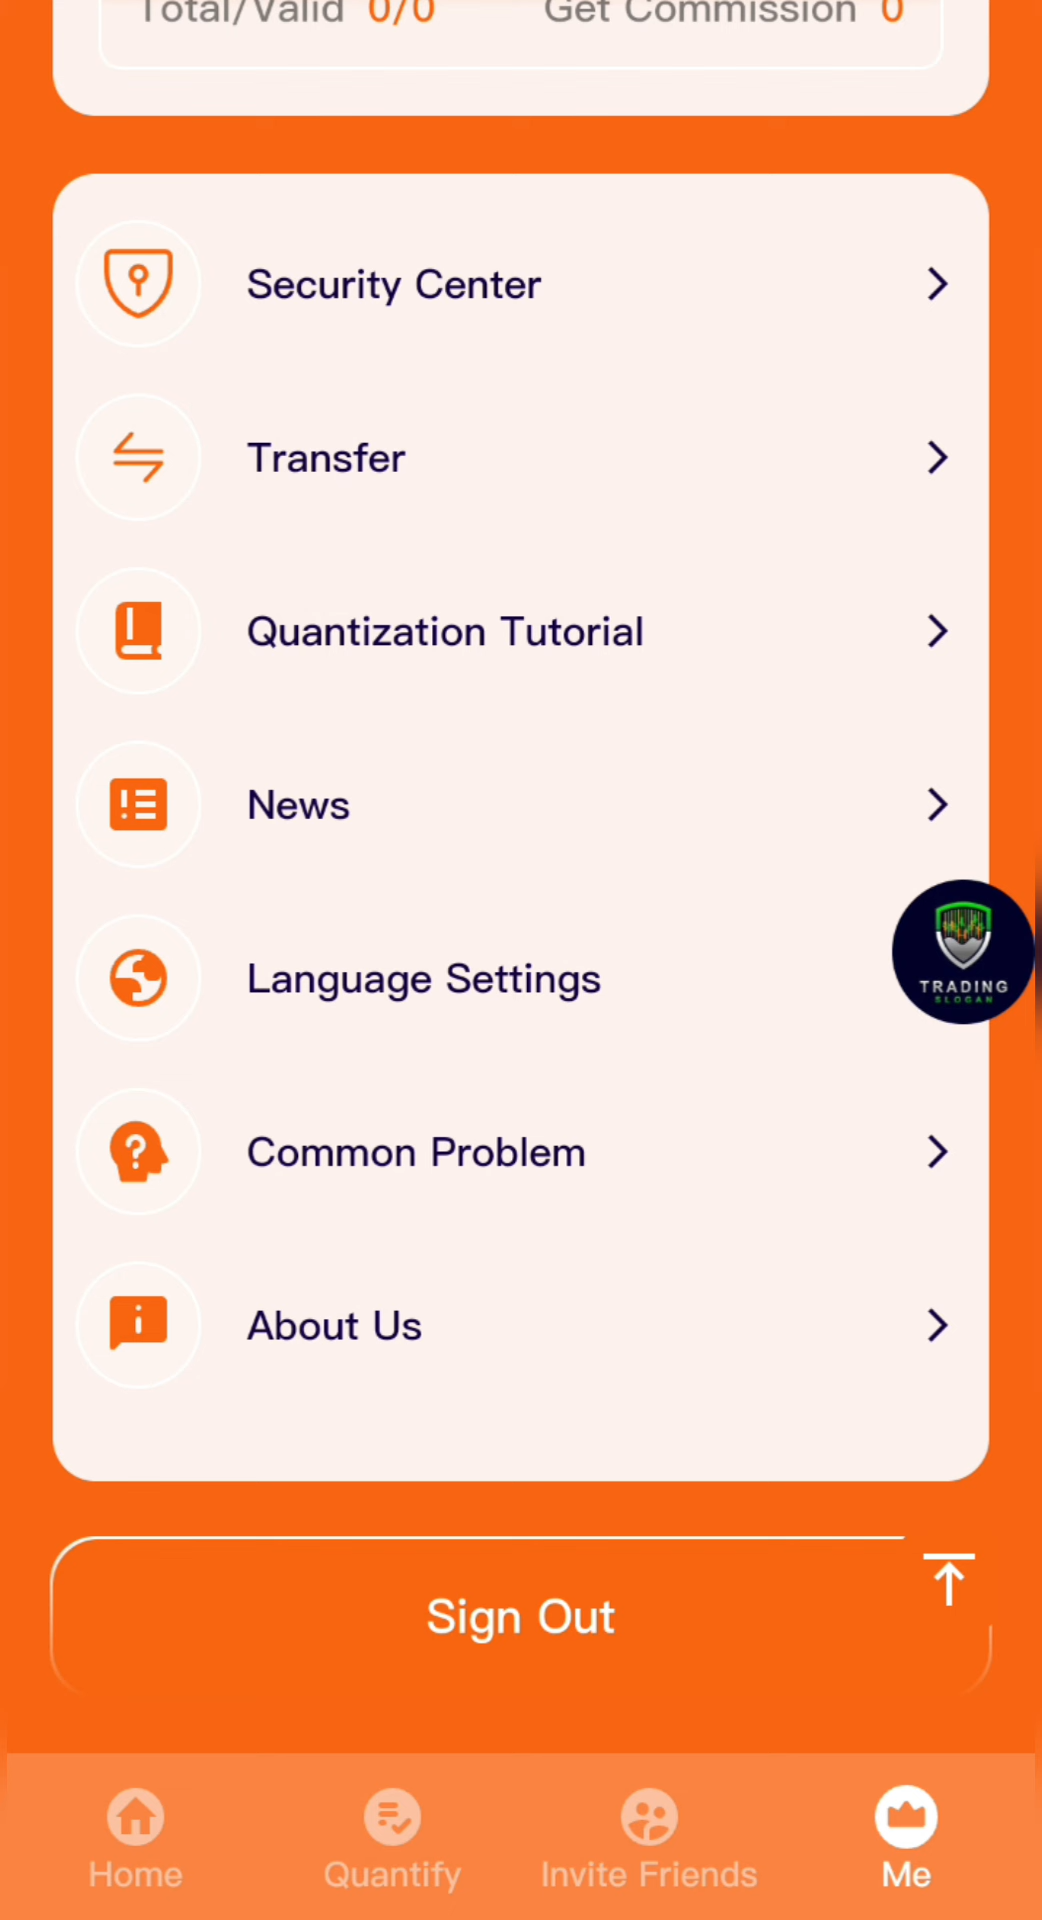 Total/Valid 0/0 Get Commission 0
Security Center
Transfer
Quantization Tutorial
News
TRADING
SLOGAN
Language Settings
Common Problem
About Us
Sign Out
Home Quantify Invite Friends Me